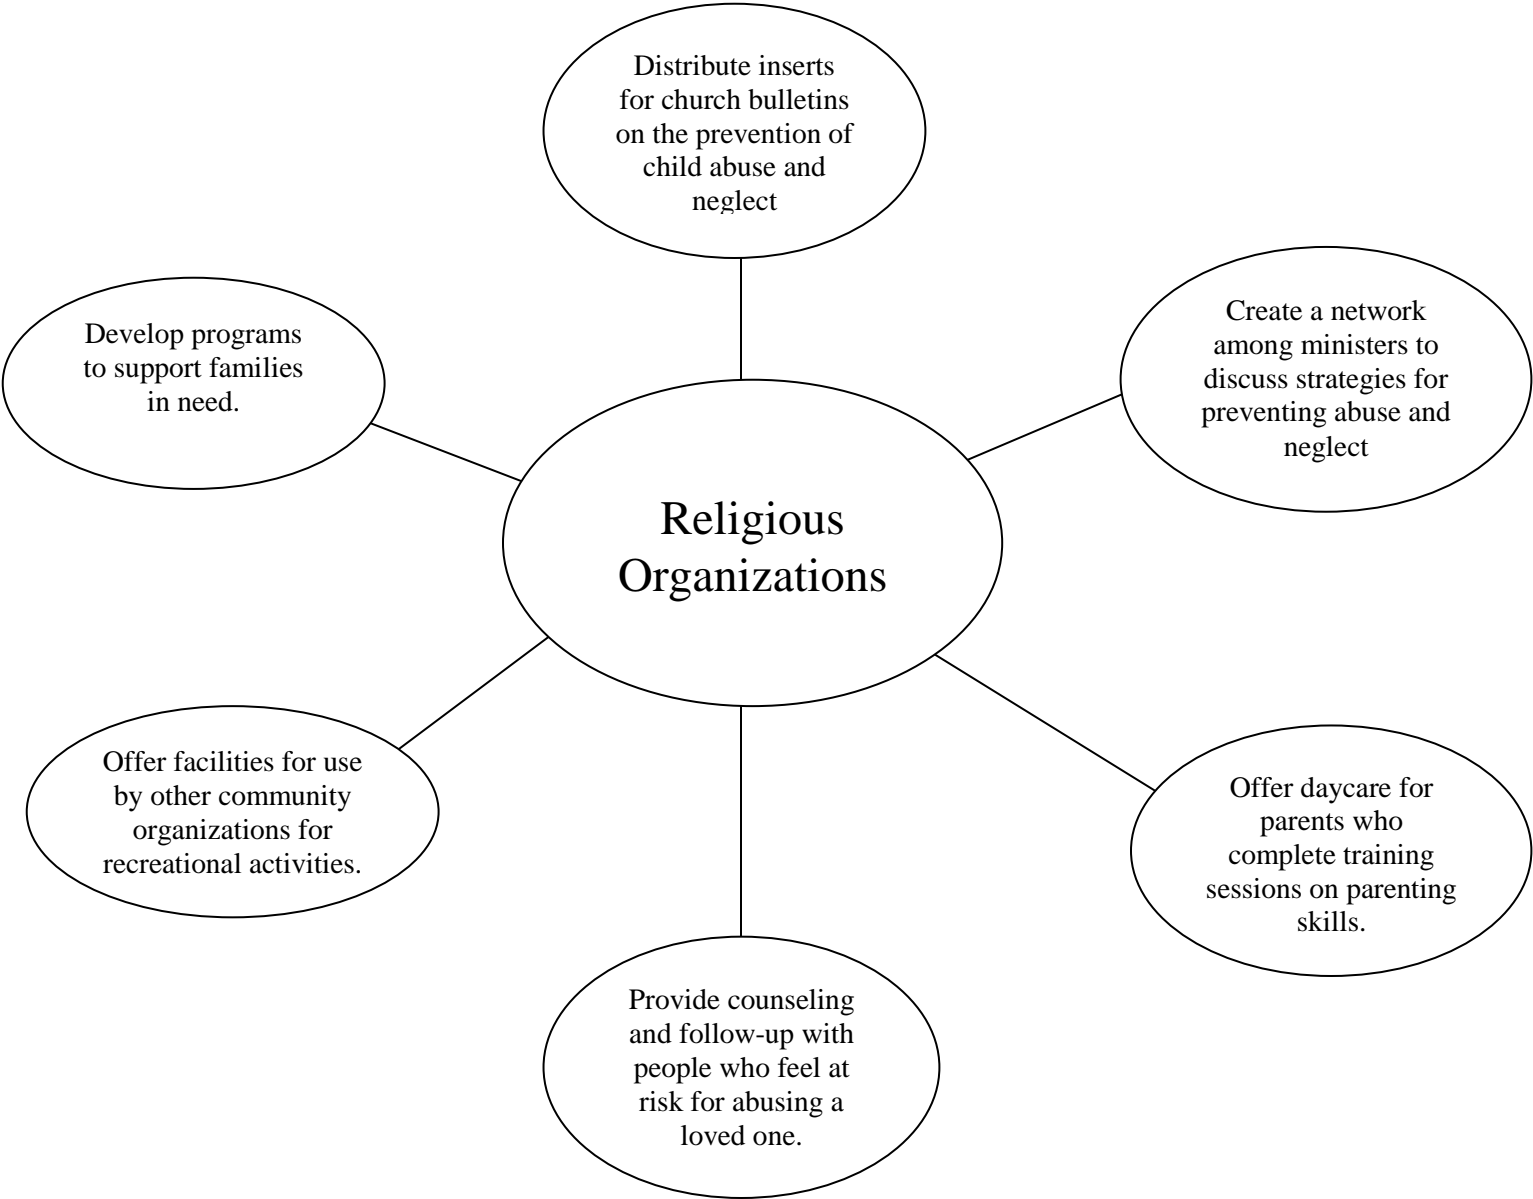 Distribute inserts
for church bulletins
on the prevention of
child abuse and
neglect
Create a network
among ministers to
discuss strategies for
preventing abuse and
neglect
Develop programs
to support families
in need.
Religious
Organizations
Offer facilities for use
by other community
organizations for
recreational activities.
Offer daycare for
parents who
complete training
sessions on parenting
skills.
Provide counseling
and follow-up with
people who feel at
risk for abusing a
loved one.